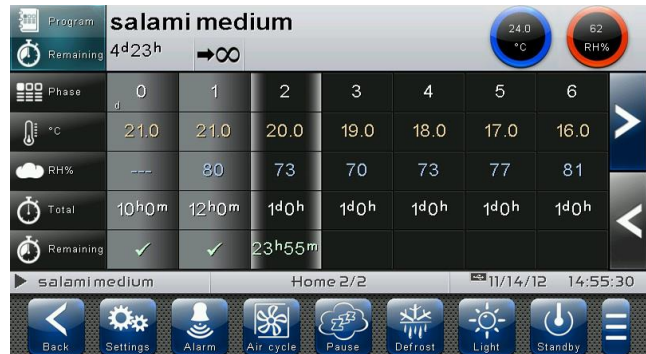 Program salami medium 24.0 °C 62 RH%
Remaining 4d23h ➡∞
Phase d 0 1 2 3 4 5 6
°C 21.0 21.0 20.0 19.0 18.0 17.0 16.0
RH% --- 80 73 70 73 77 81
Total 10h0m 12h0m 1d0h 1d0h 1d0h 1d0h 1d0h
Remaining ✓ ✓ 23h55m
salami medium Home 2/2 11/14/12 14:55:30
Back Settings Alarm Air cycle Pause Defrost Light Standby